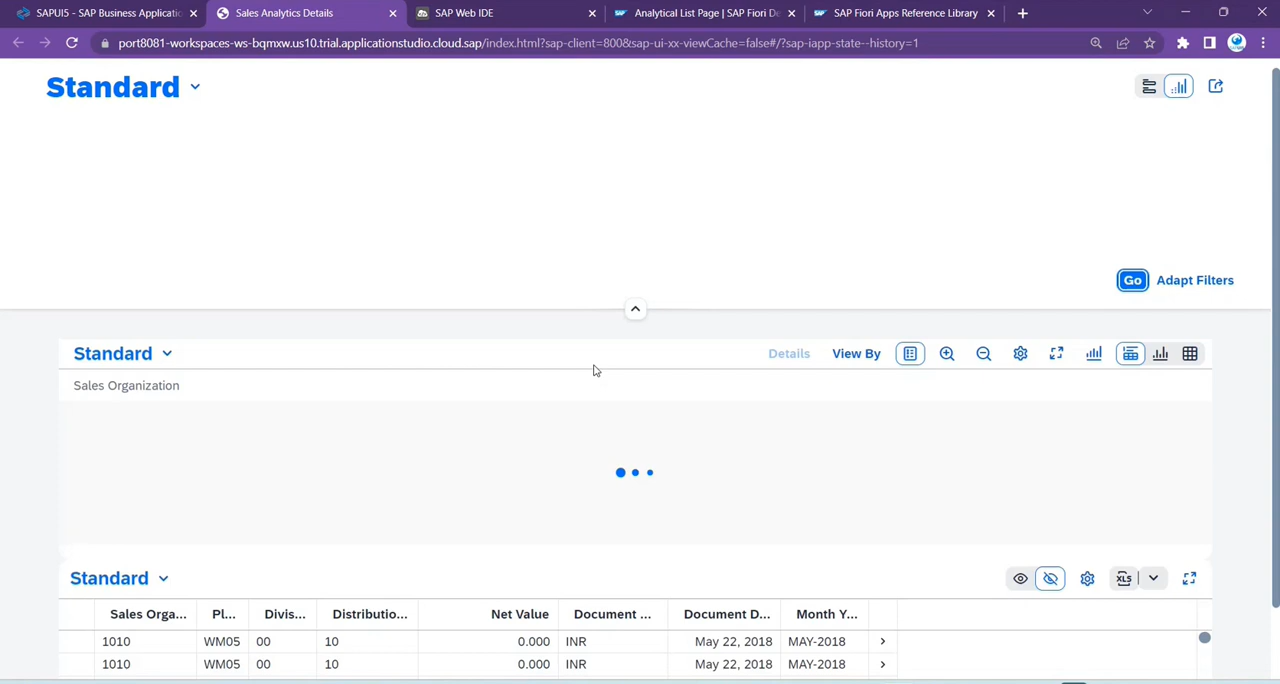 SAPUI5 - SAP Business Applicatio
Sales Analytics Details
SAP Web IDE
Analytical List Page | SAP Fiori De
SAP Fiori Apps Reference Library
port8081-workspaces-ws-bqmxw.us10.trial.applicationstudio.cloud.sap/index.html?sap-client=800&sap-ui-xx-viewCache=false#/?sap-iapp-state--history=1
Standard
Go Adapt Filters
Standard
Details View By
Sales Organization
Standard
XLS
Sales Orga... Pl... Divis... Distributio... Net Value Document ... Document D... Month Y...
1010 WM05 00 10 0.000 INR May 22, 2018 MAY-2018
1010 WM05 00 10 0.000 INR May 22, 2018 MAY-2018